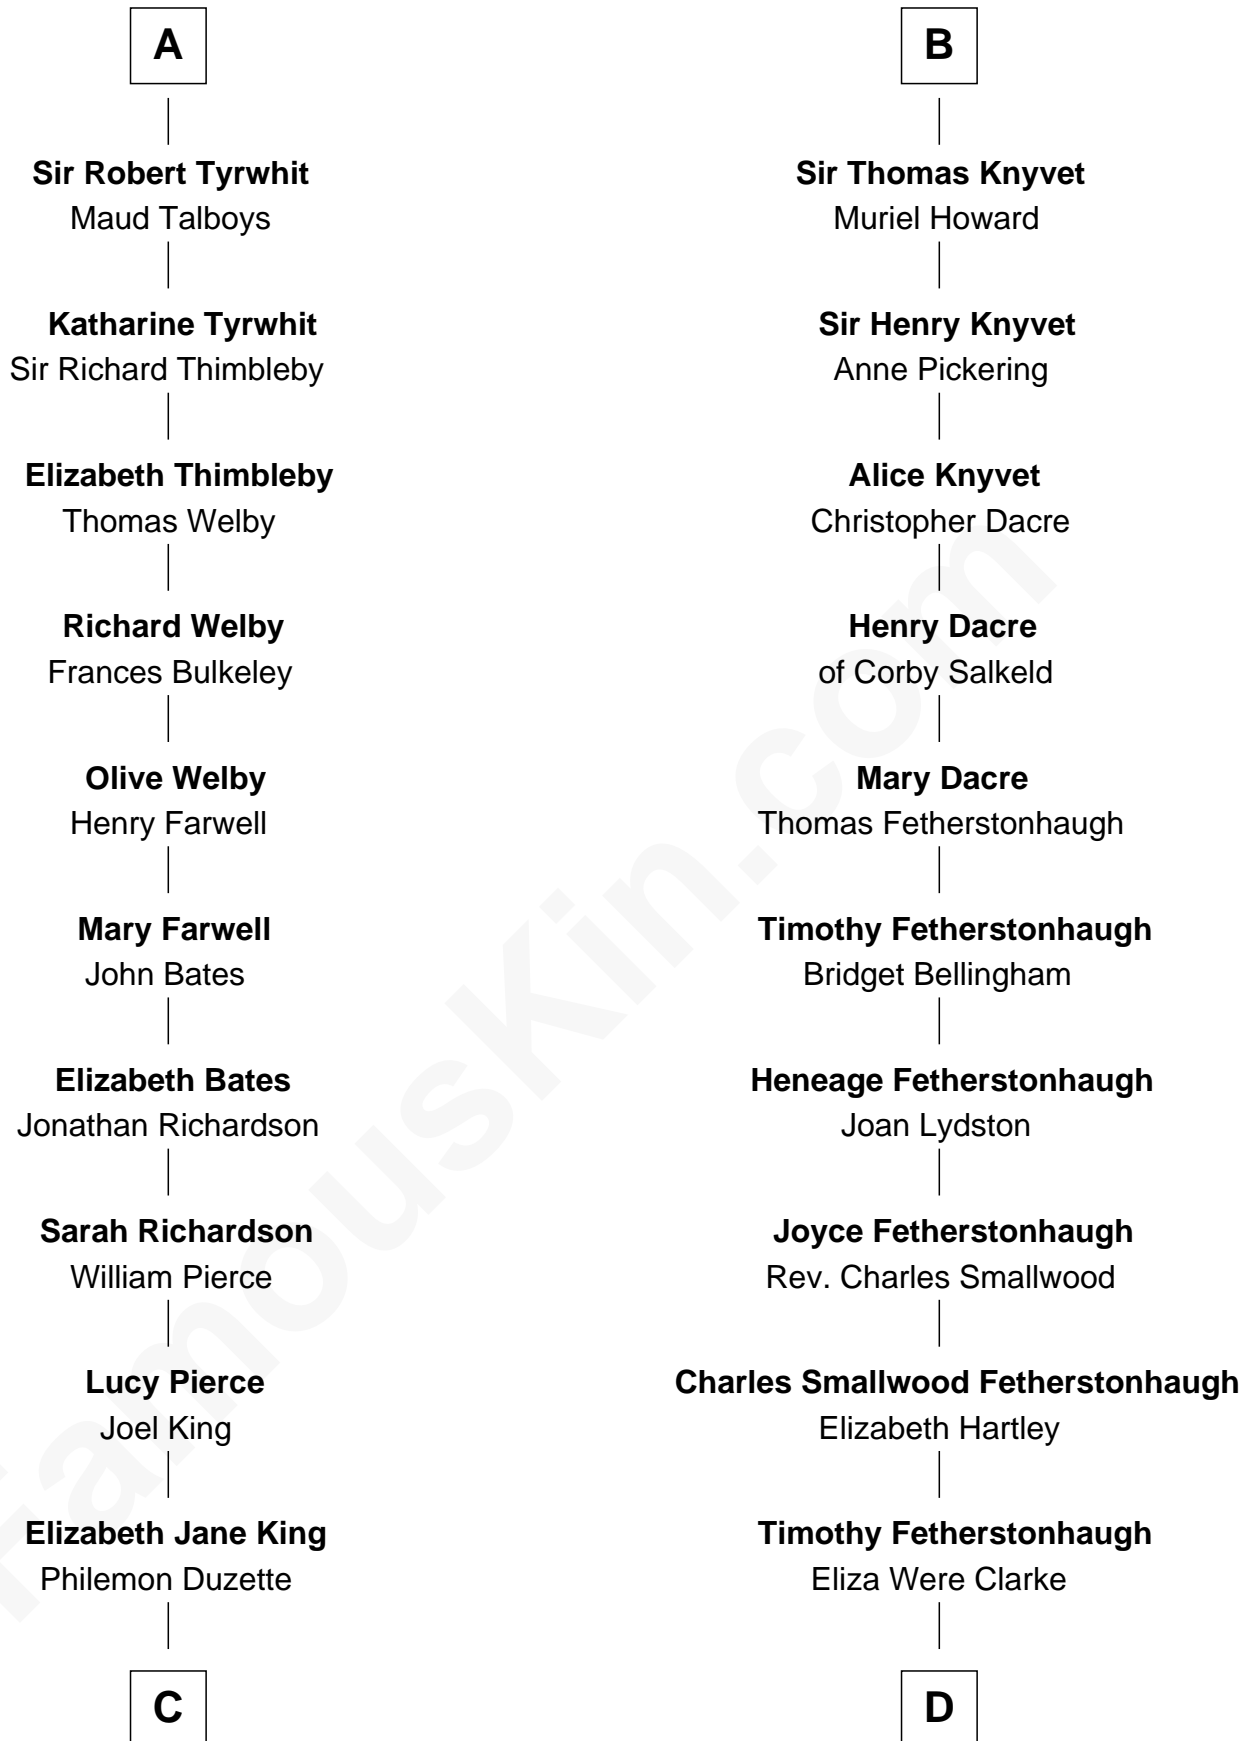 A
Sir Robert Tyrwhit
Maud Talboys
Katharine Tyrwhit
Sir Richard Thimbleby
Elizabeth Thimbleby
Thomas Welby
Richard Welby
Frances Bulkeley
Olive Welby
Henry Farwell
Mary Farwell
John Bates
Elizabeth Bates
Jonathan Richardson
Sarah Richardson
William Pierce
Lucy Pierce
Joel King
Elizabeth Jane King
Philemon Duzette
C
B
Sir Thomas Knyvet
Muriel Howard
Sir Henry Knyvet
Anne Pickering
Alice Knyvet
Christopher Dacre
Henry Dacre
of Corby Salkeld
Mary Dacre
Thomas Fetherstonhaugh
Timothy Fetherstonhaugh
Bridget Bellingham
Heneage Fetherstonhaugh
Joan Lydston
Joyce Fetherstonhaugh
Rev. Charles Smallwood
Charles Smallwood Fetherstonhaugh
Elizabeth Hartley
Timothy Fetherstonhaugh
Eliza Were Clarke
D
FamousKin.com